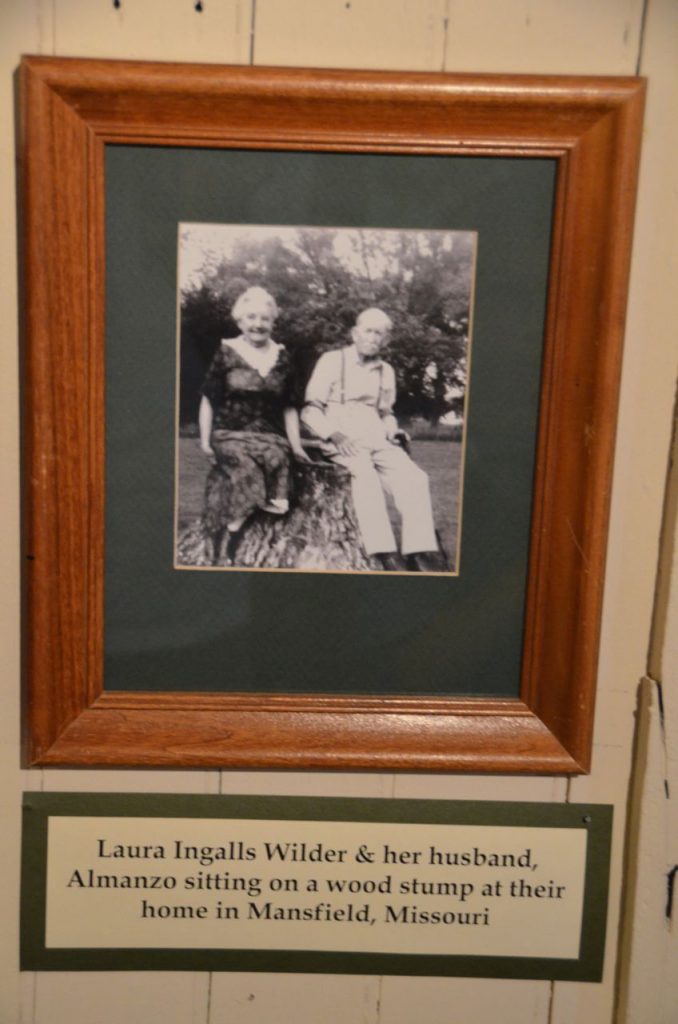 Laura Ingalls Wilder & her husband,
Almanzo sitting on a wood stump at their
home in Mansfield, Missouri